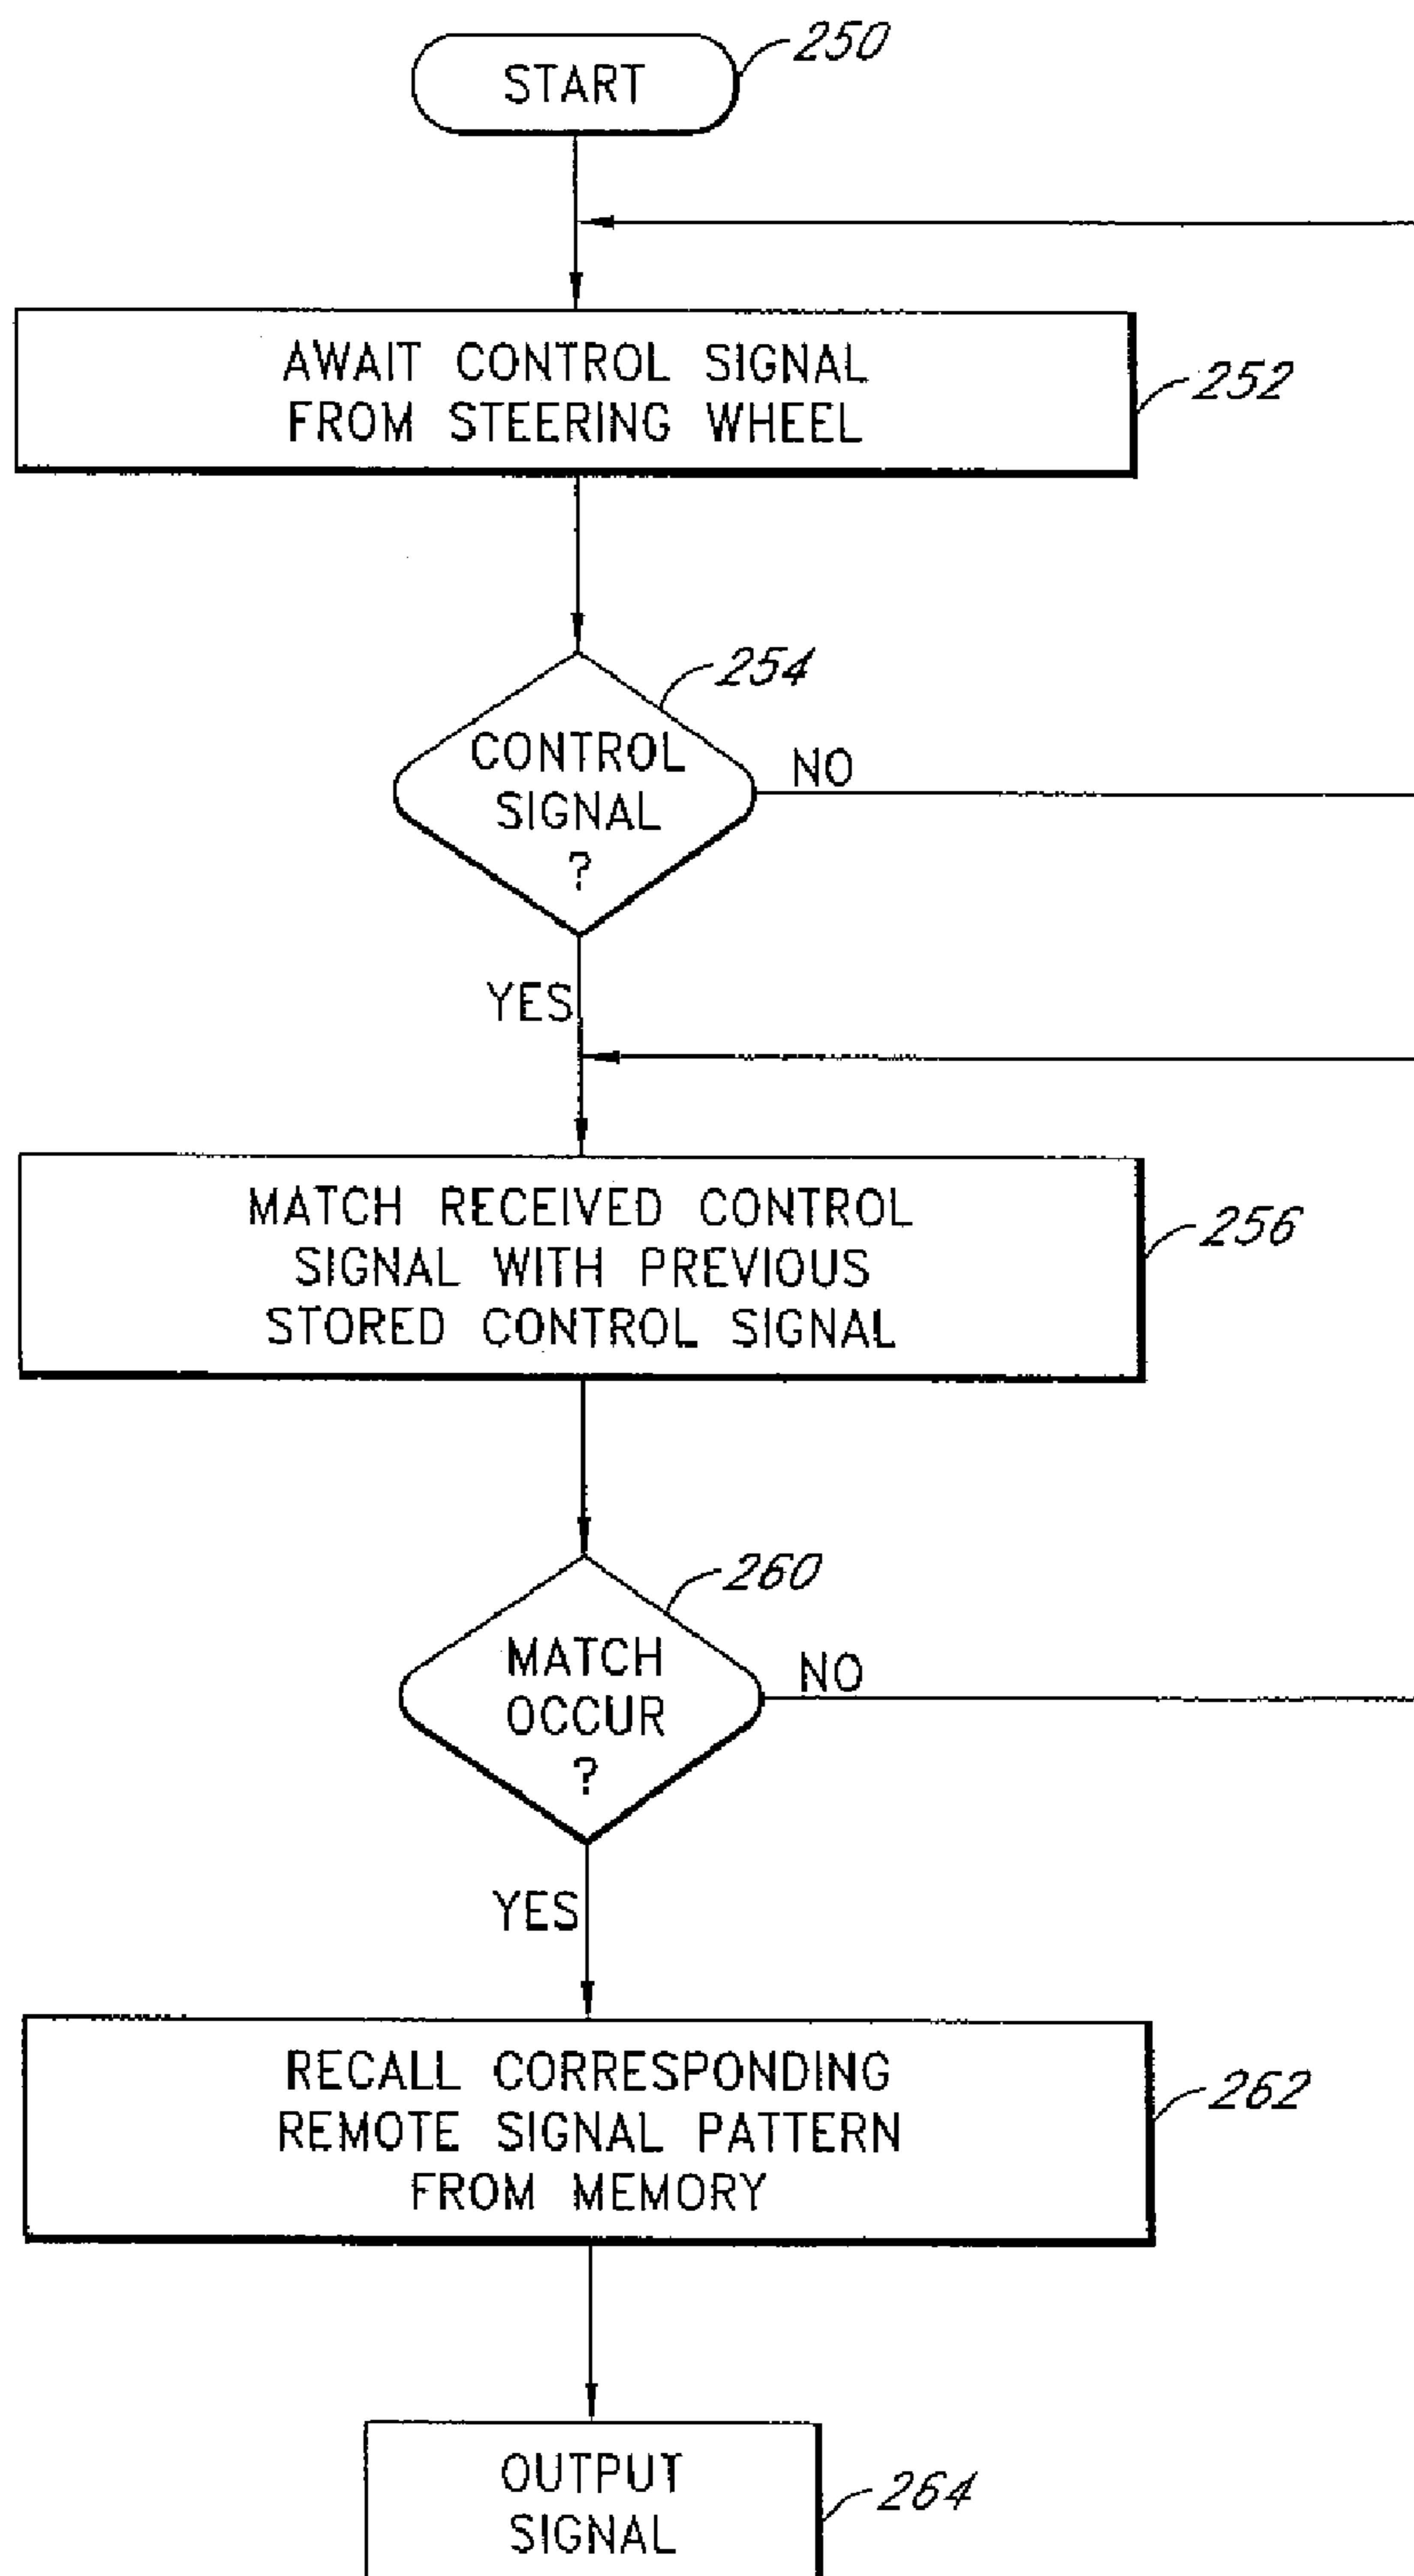 START
250
AWAIT CONTROL SIGNAL
FROM STEERING WHEEL
252
254
CONTROL
SIGNAL
?
NO
YES
MATCH RECEIVED CONTROL
SIGNAL WITH PREVIOUS
STORED CONTROL SIGNAL
256
260
MATCH
OCCUR
?
NO
YES
RECALL CORRESPONDING
REMOTE SIGNAL PATTERN
FROM MEMORY
262
OUTPUT
SIGNAL
264